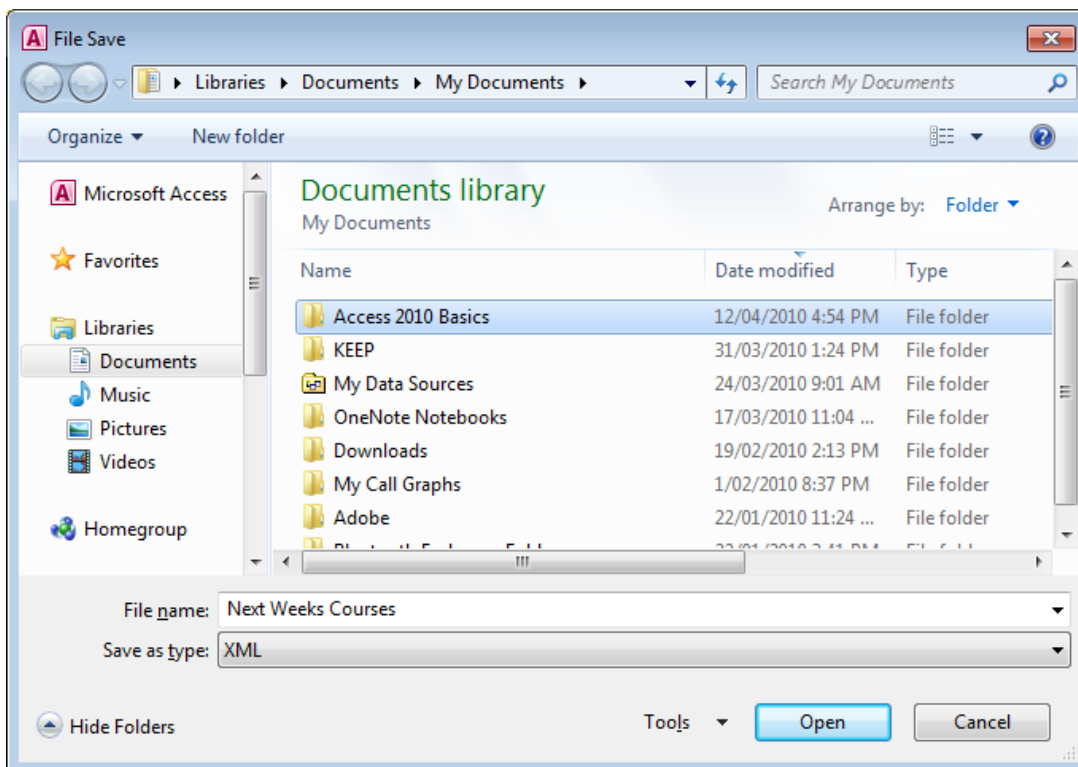 File Save
Libraries Documents My Documents
Search My Documents
Organize New folder
Microsoft Access
Favorites
Libraries
Documents
Music
Pictures
Videos
Homegroup
Documents library
My Documents
Arrange by: Folder
Name Date modified Type
Access 2010 Basics 12/04/2010 4:54 PM File folder
KEEP 31/03/2010 1:24 PM File folder
My Data Sources 24/03/2010 9:01 AM File folder
OneNote Notebooks 17/03/2010 11:04 ... File folder
Downloads 19/02/2010 2:13 PM File folder
My Call Graphs 1/02/2010 8:37 PM File folder
Adobe 22/01/2010 11:24 ... File folder
File name: Next Weeks Courses
Save as type: XML
Hide Folders Tools Open Cancel